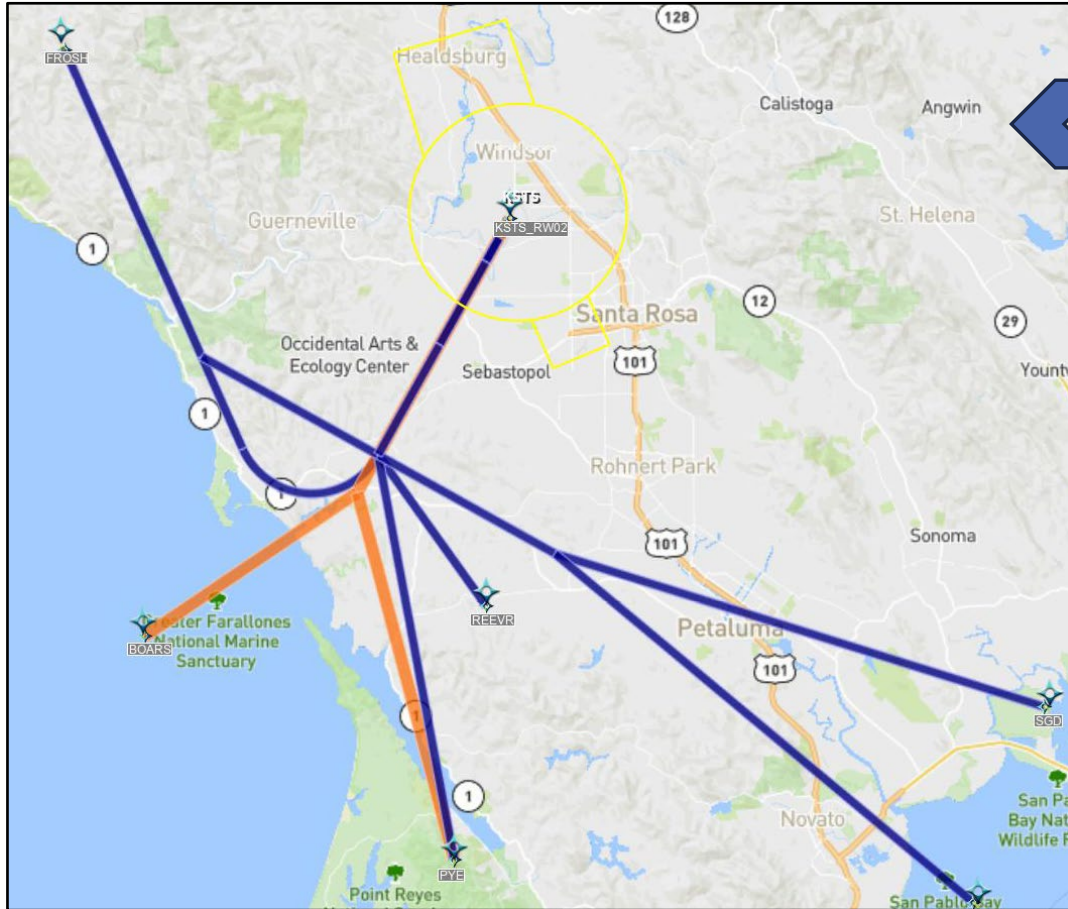 128
FROSH
Healdsburg
Calistoga
Angwin
Windsor
KSTS
KSTS_RW02
Guerneville
St. Helena
1
12
29
Santa Rosa
Occidental Arts &
Ecology Center
Sebastopol
101
Yountv
1
Rohnert Park
1
101
Sonoma
REEVR
Greater Farallones
National Marine
Sanctuary
BOARS
Petaluma
101
SGD
1
1
Novato
San Pa
Bay Nat
Wildlife R
PYE
Point Reyes
San Pablo Bay